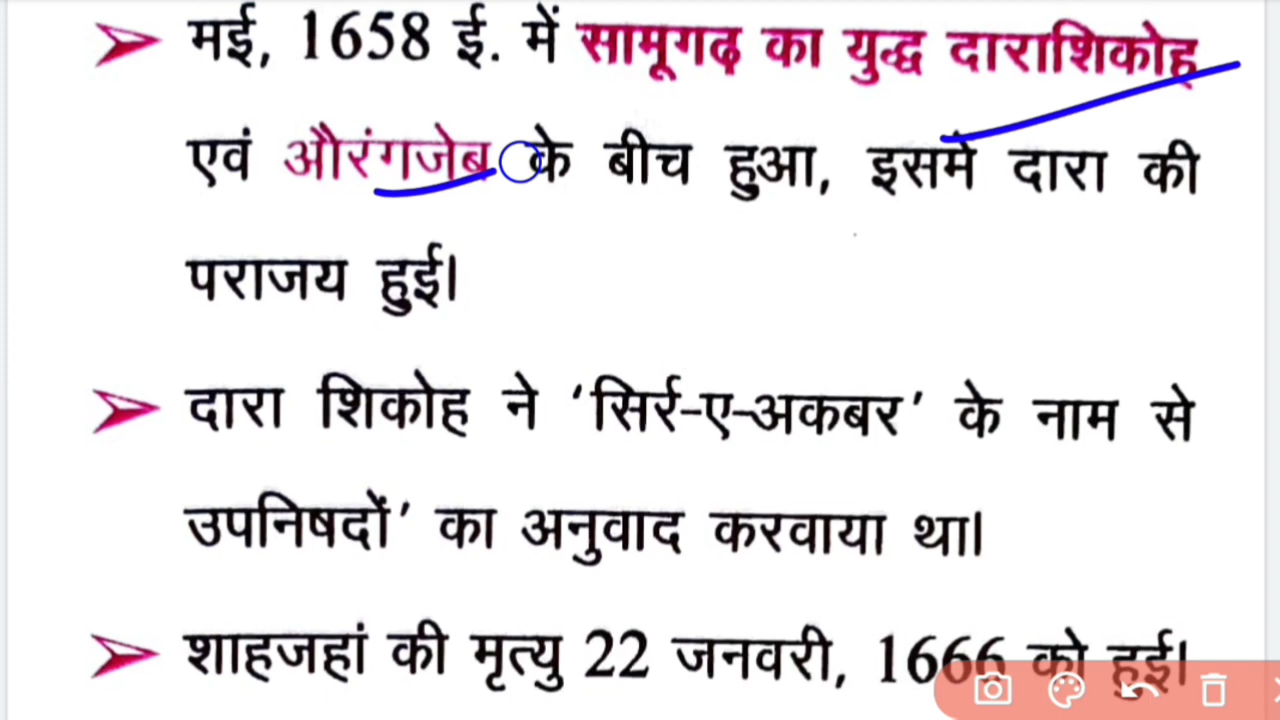 मई, 1658 ई. में सामूगढ़ का युद्ध दाराशिकोह
एवं औरंगजेब के बीच हुआ, इसमे दारा की
पराजय हुई।
दारा शिकोह ने ‘सिर्र-ए-अकबर’ के नाम से
उपनिषदों’ का अनुवाद करवाया था।
शाहजहां की मृत्यु 22 जनवरी, 1666 को हुई।